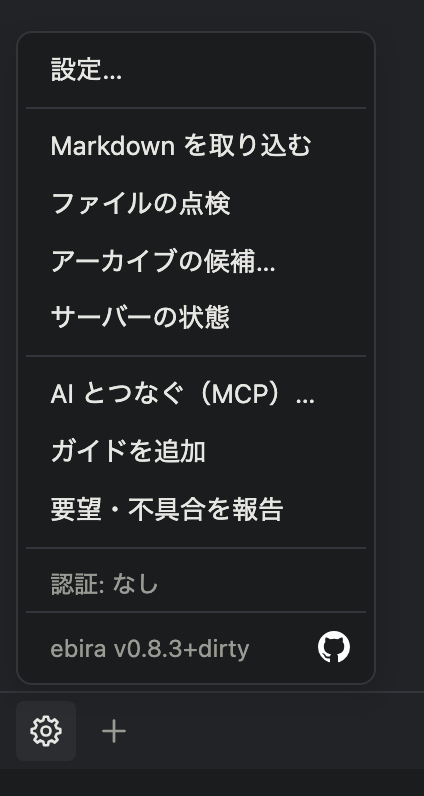 設定...
Markdown を取り込む
ファイルの点検
アーカイブの候補...
サーバーの状態
AI とつなぐ（MCP）...
ガイドを追加
要望・不具合を報告
認証: なし
ebira v0.8.3+dirty